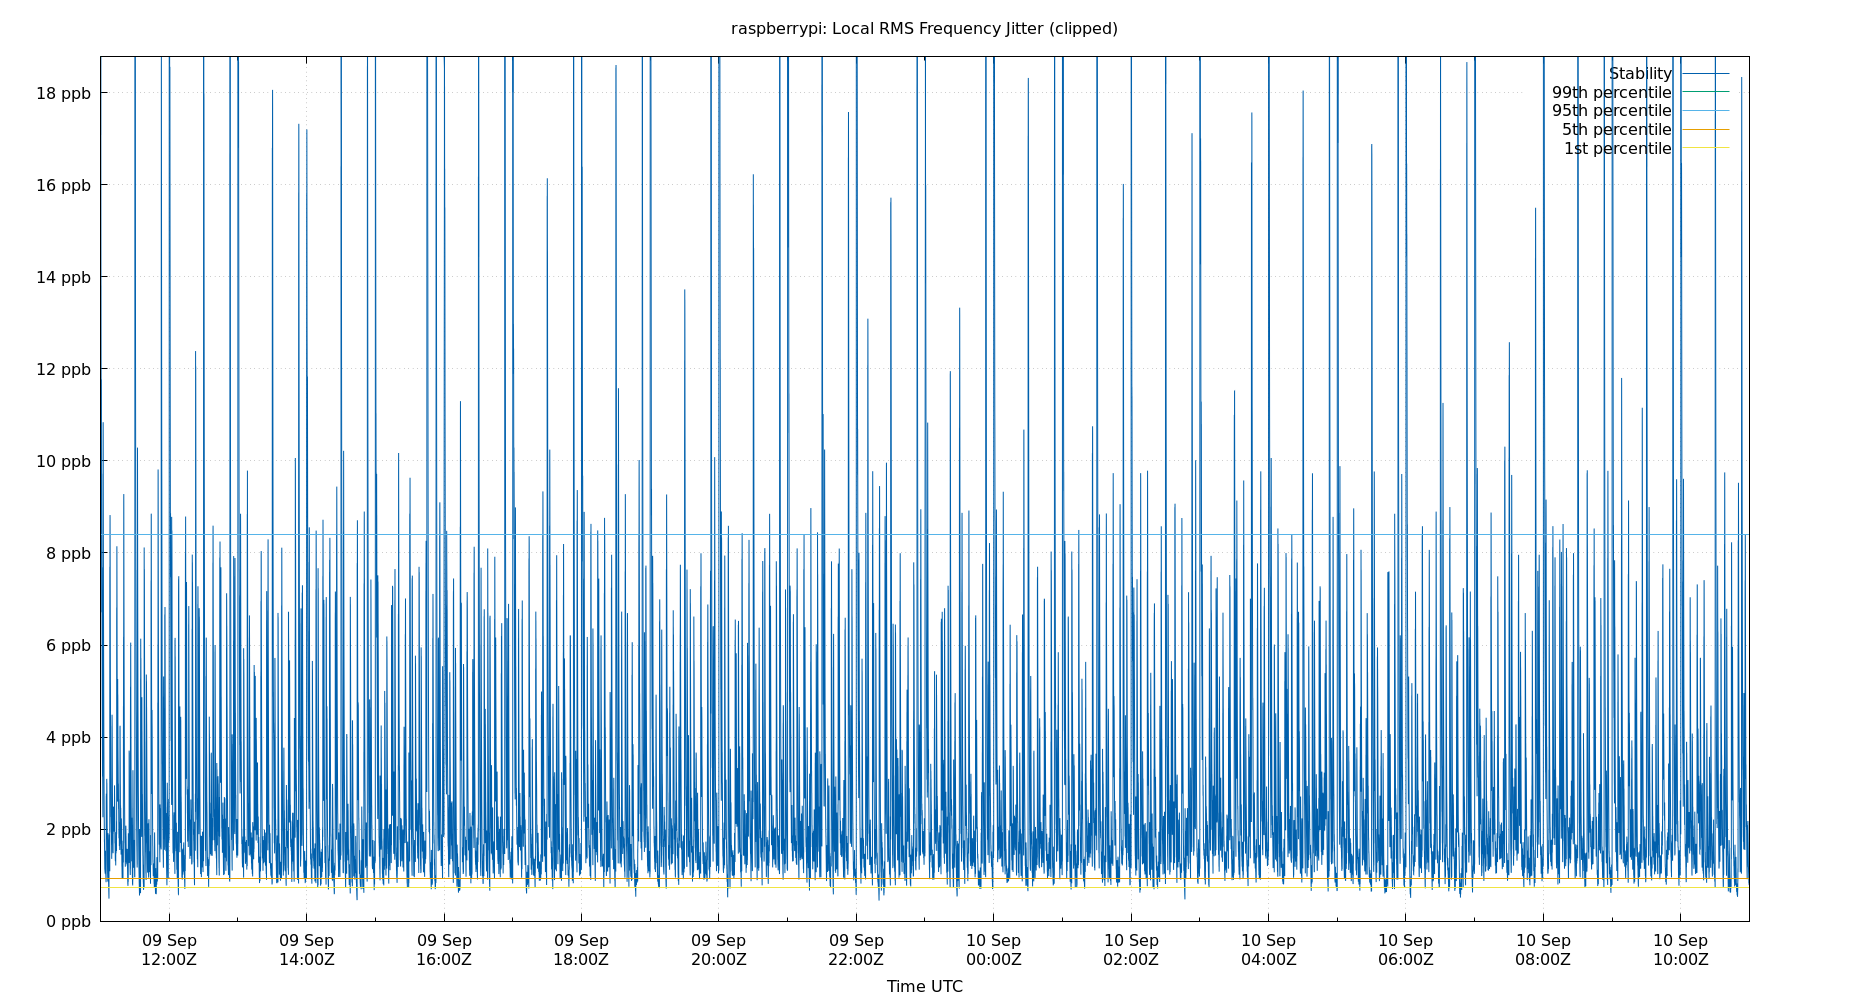 raspberrypi: Local RMS Frequency Jitter (clipped)
Stability
99th percentile
95th percentile
5th percentile
1st percentile
18 ppb
16 ppb
14 ppb
12 ppb
10 ppb
8 ppb
6 ppb
4 ppb
2 ppb
0 ppb
09 Sep 09 Sep 09 Sep 09 Sep 09 Sep 09 Sep 10 Sep 10 Sep 10 Sep 10 Sep 10 Sep 10 Sep
12:00Z 14:00Z 16:00Z 18:00Z 20:00Z 22:00Z 00:00Z 02:00Z 04:00Z 06:00Z 08:00Z 10:00Z
Time UTC